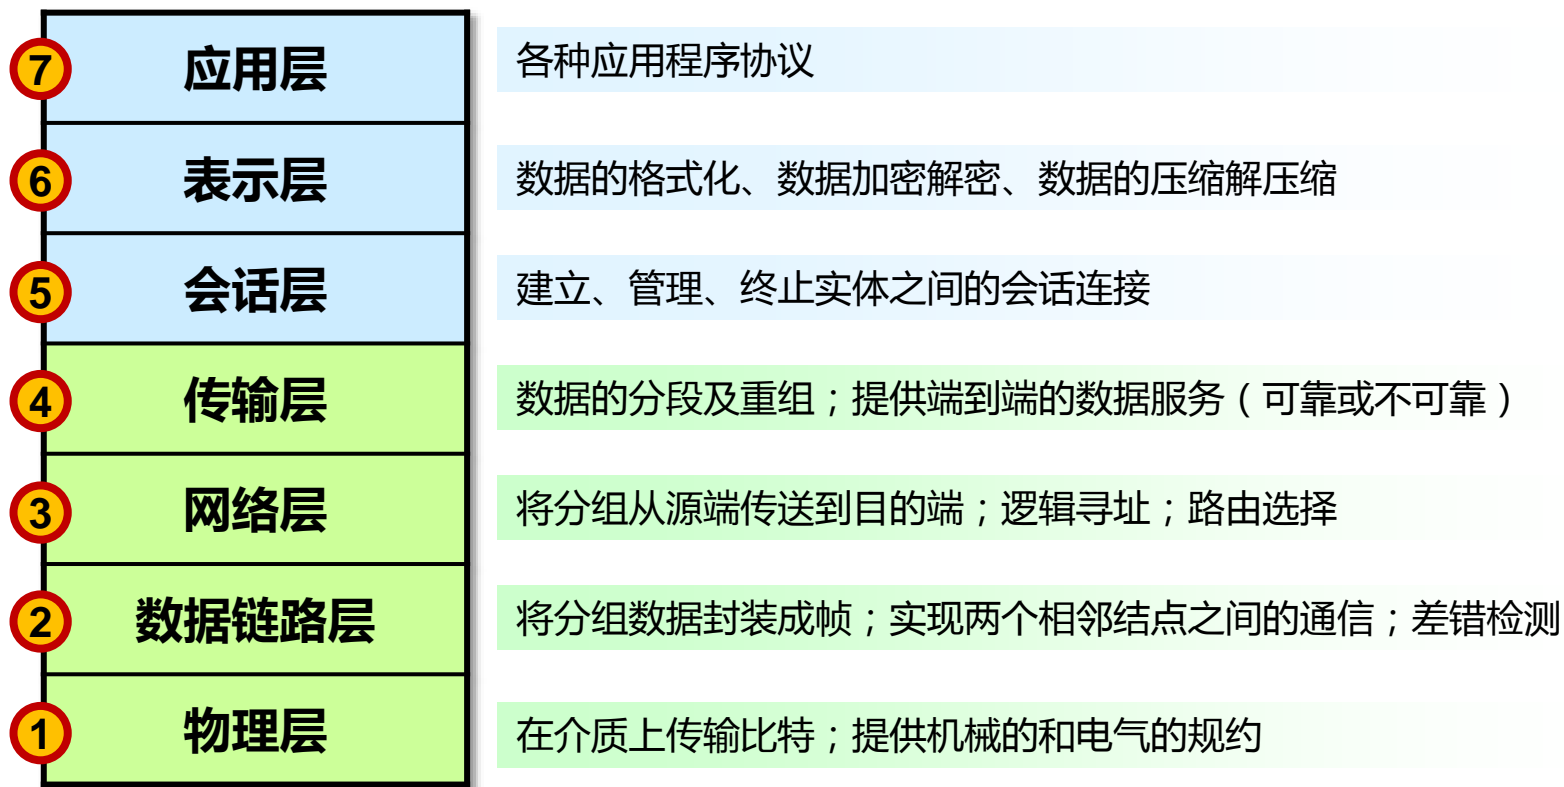 7 应用层 各种应用程序协议
6 表示层 数据的格式化、数据加密解密、数据的压缩解压缩
5 会话层 建立、管理、终止实体之间的会话连接
4 传输层 数据的分段及重组；提供端到端的数据服务（可靠或不可靠）
3 网络层 将分组从源端传送到目的端；逻辑寻址；路由选择
2 数据链路层 将分组数据封装成帧；实现两个相邻结点之间的通信；差错检测
1 物理层 在介质上传输比特；提供机械的和电气的规约